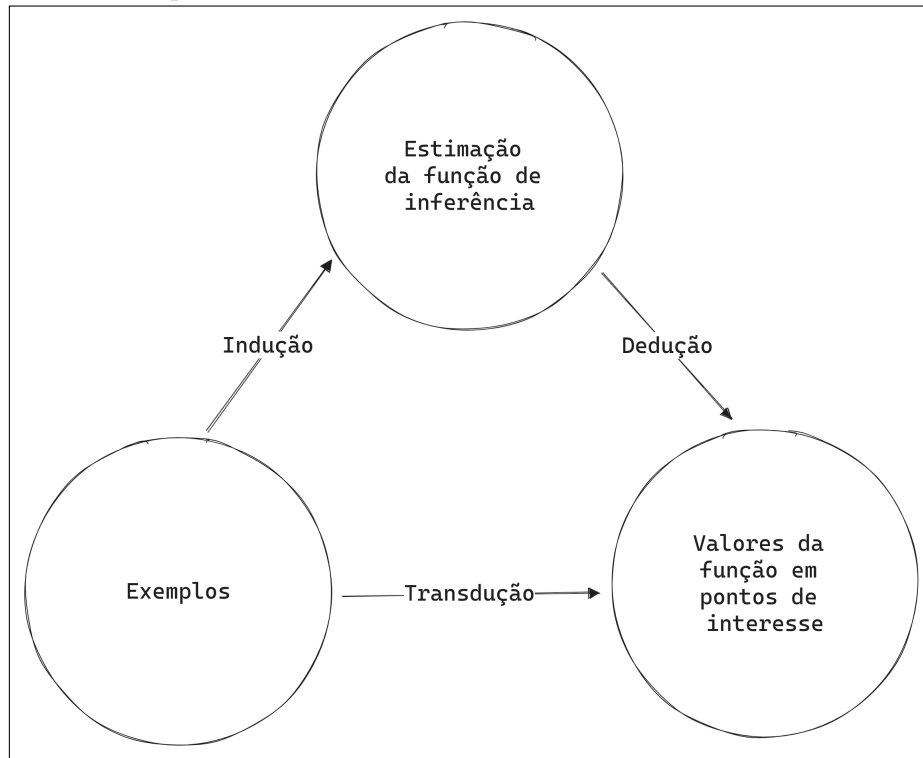 Estimação
da função de
inferência
Indução
Dedução
Exemplos
Transdução
Valores da
função em
pontos de
interesse